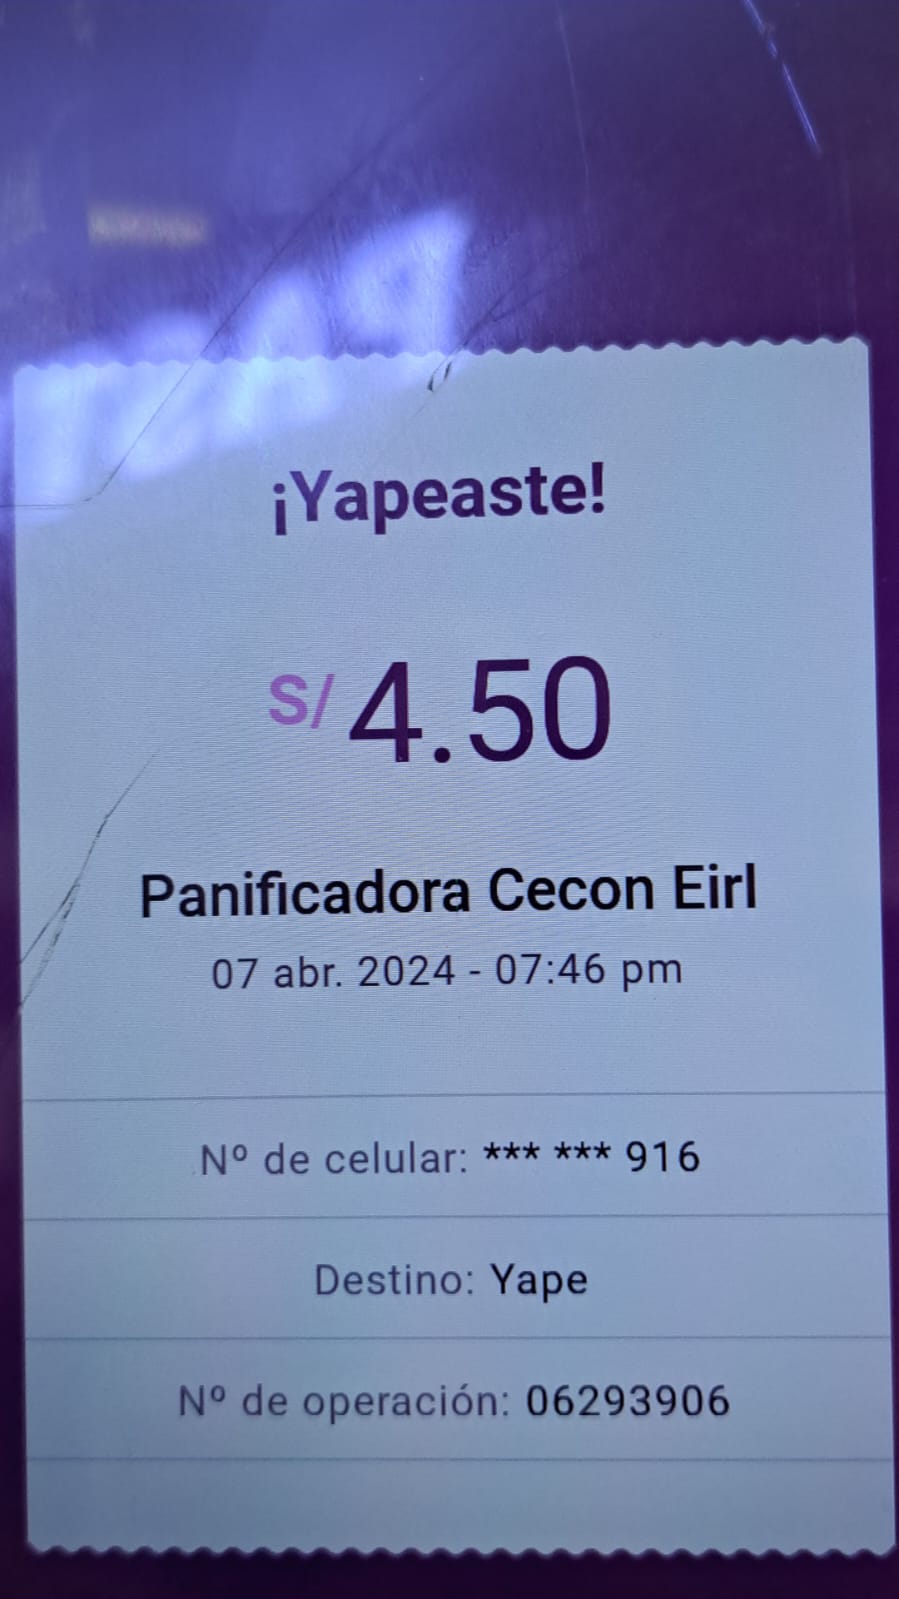 ¡Yapeaste!
S/ 4.50
Panificadora Cecon Eirl
07 abr. 2024 - 07:46 pm
Nº de celular: *** *** 916
Destino: Yape
Nº de operación: 06293906